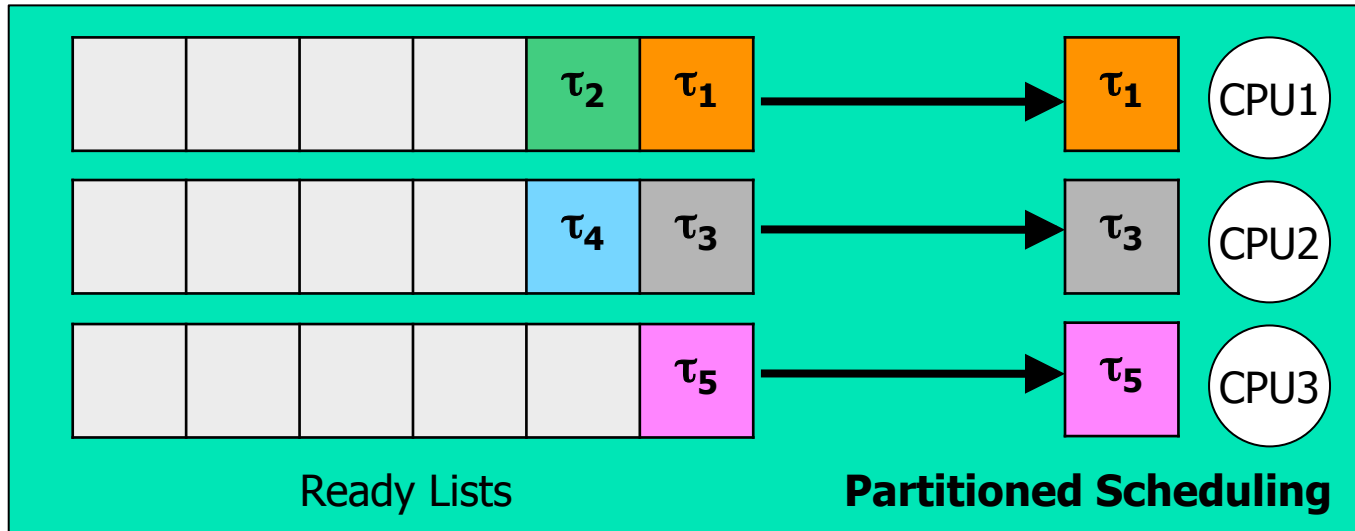 τ₂ τ₁ τ₁ CPU1
τ₄ τ₃ τ₃ CPU2
τ₅ τ₅ CPU3
Ready Lists Partitioned Scheduling